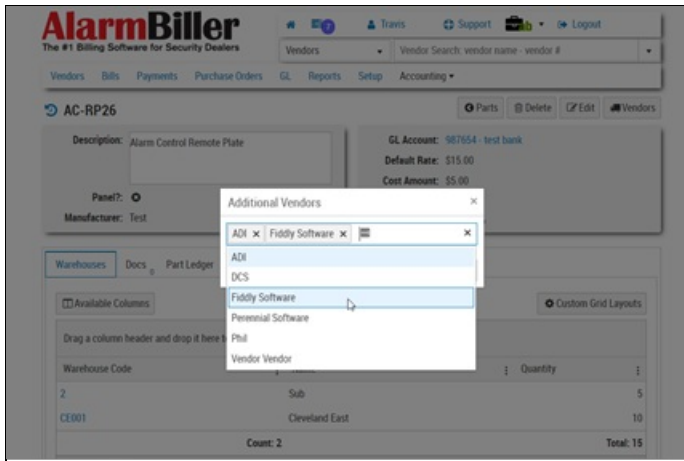 AlarmBiller
The #1 Billing Software for Security Dealers
7 Travis Support Logout
Vendors Vendor Search: vendor name - vendor #
Vendors Bills Payments Purchase Orders GL Reports Setup Accounting
AC-RP26 Parts Delete Edit Vendors
Description: Alarm Control Remote Plate
GL Account: 987654 - test bank
Default Rate: $15.00
Cost Amount: $5.00
Panel?:
Manufacturer: Test
Additional Vendors ×
ADI × Fiddly Software × ×
ADI
DCS
Fiddly Software
Perennial Software
Phil
Vendor Vendor
Warehouses Docs 0 Part Ledger
Available Columns Custom Grid Layouts
Drag a column header and drop it here
Warehouse Code Quantity
2 Sub 5
CE001 Cleveland East 10
Count: 2 Total: 15